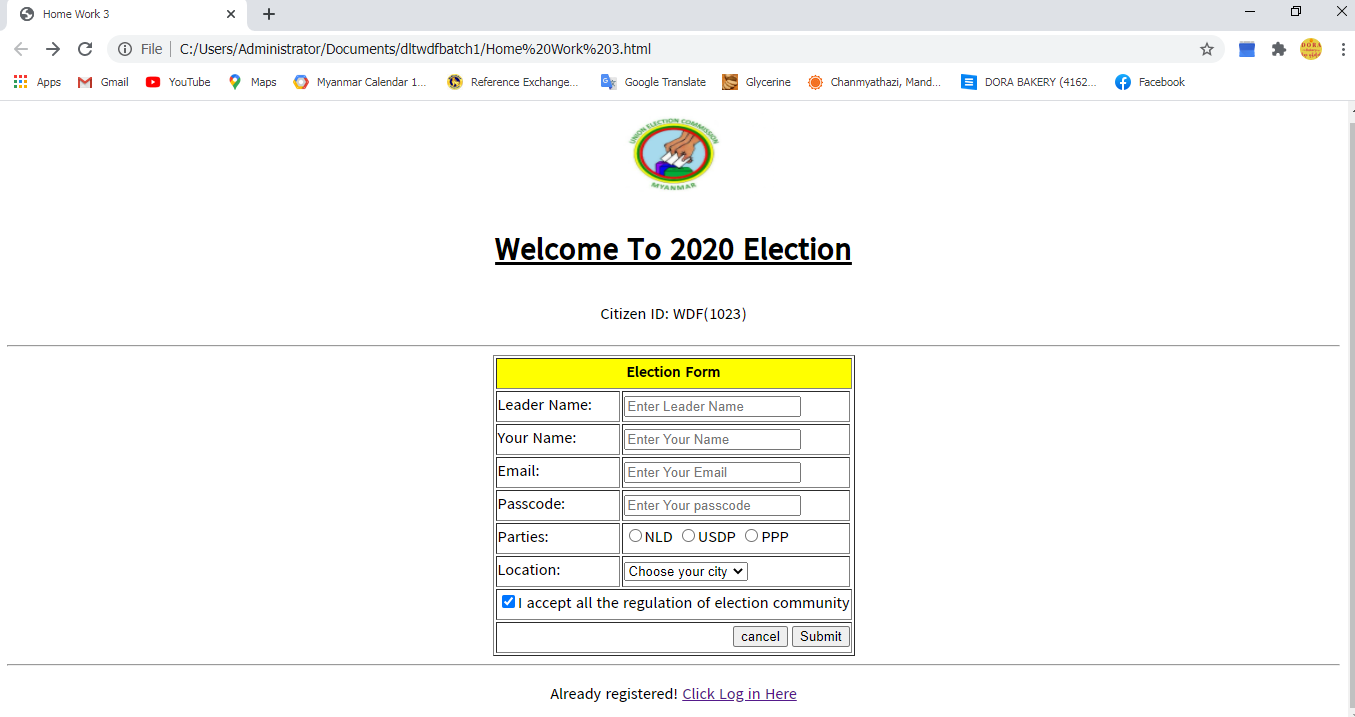 Home Work 3
File C:/Users/Administrator/Documents/dltwdfbatch1/Home%20Work%203.html
Apps Gmail YouTube Maps Myanmar Calendar 1... Reference Exchange... Google Translate Glycerine Chanmyathazi, Mand... DORA BAKERY (4162... Facebook
UNION ELECTION COMMISSION
MYANMAR
Welcome To 2020 Election
Citizen ID: WDF(1023)
Election Form
Leader Name: Enter Leader Name
Your Name: Enter Your Name
Email: Enter Your Email
Passcode: Enter Your passcode
Parties: NLD USDP PPP
Location: Choose your city
I accept all the regulation of election community
cancel Submit
Already registered! Click Log in Here